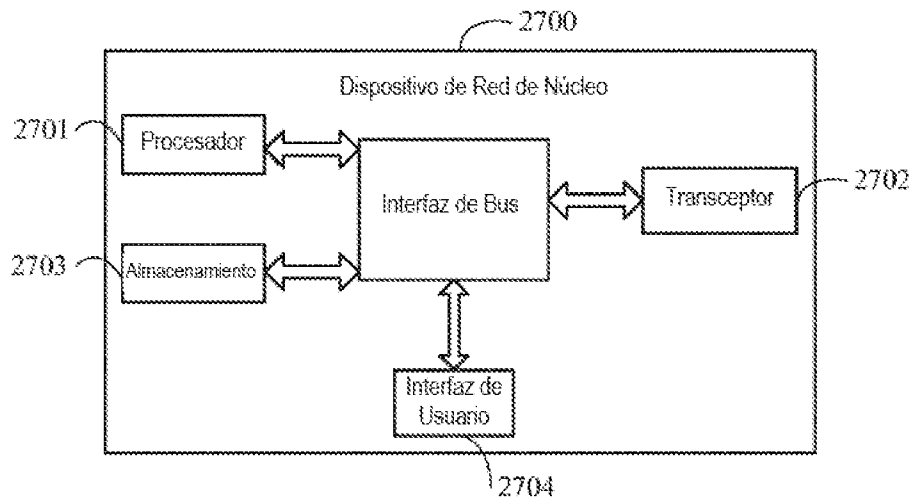 2700
Dispositivo de Red de Núcleo
2701
Procesador
Interfaz de Bus
Transceptor
2702
2703
Almacenamiento
Interfaz de
Usuario
2704